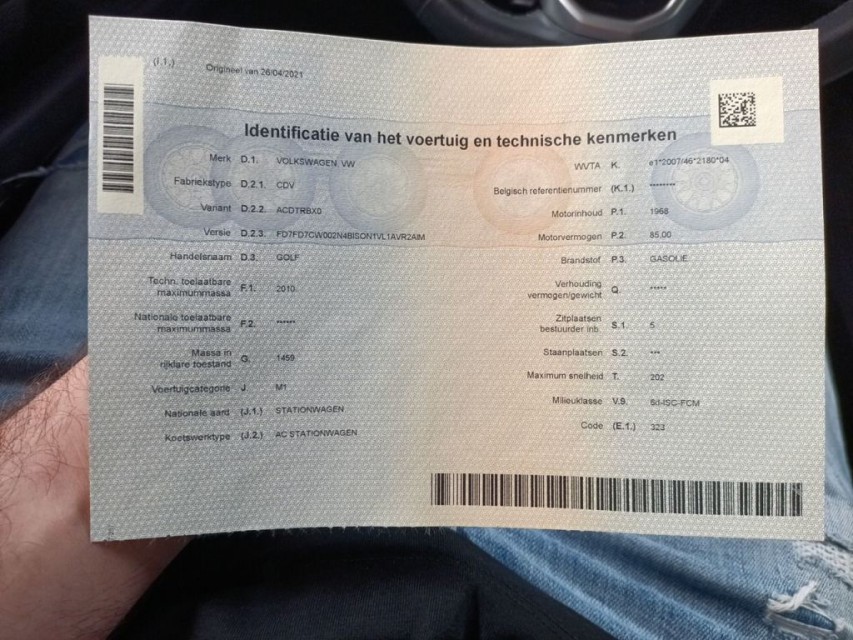 (I.1.) Origineel van 26/04/2021
Identificatie van het voertuig en technische kenmerken
Merk D.1. VOLKSWAGEN, VW
Fabriekstype D.2.1. CDV
Variant D.2.2. ACDTRBX0
Versie D.2.3. FD7FD7CW002N4BISON1VL1AVR2AIM
Handelsnaam D.3. GOLF
Techn. toelaatbare
maximummassa F.1. 2010
Nationale toelaatbare
maximummassa F.2. ******
Massa in
rijklare toestand G. 1459
Voertuigcategorie J. M1
Nationale aard (J.1.) STATIONWAGEN
Koetswerktype (J.2.) AC STATIONWAGEN
WVTA K. e1*2007/46*2180*04
Belgisch referentienummer (K.1.) ********
Motorinhoud P.1. 1968
Motorvermogen P.2. 85.00
Brandstof P.3. GASOLIE
Verhouding
vermogen/gewicht Q. *****
Zitplaatsen
bestuurder inb. S.1. 5
Staanplaatsen S.2. ***
Maximum snelheid T. 202
Milieuklasse V.9. 6d-ISC-FCM
Code (E.1.) 323